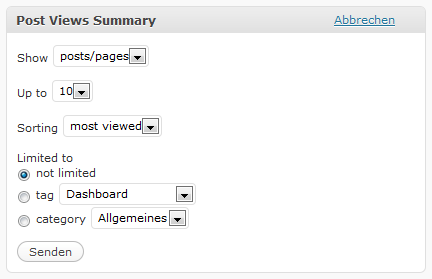 Post Views Summary Abbrechen
Show posts/pages
Up to 10
Sorting most viewed
Limited to
not limited
tag Dashboard
category Allgemeines
Senden